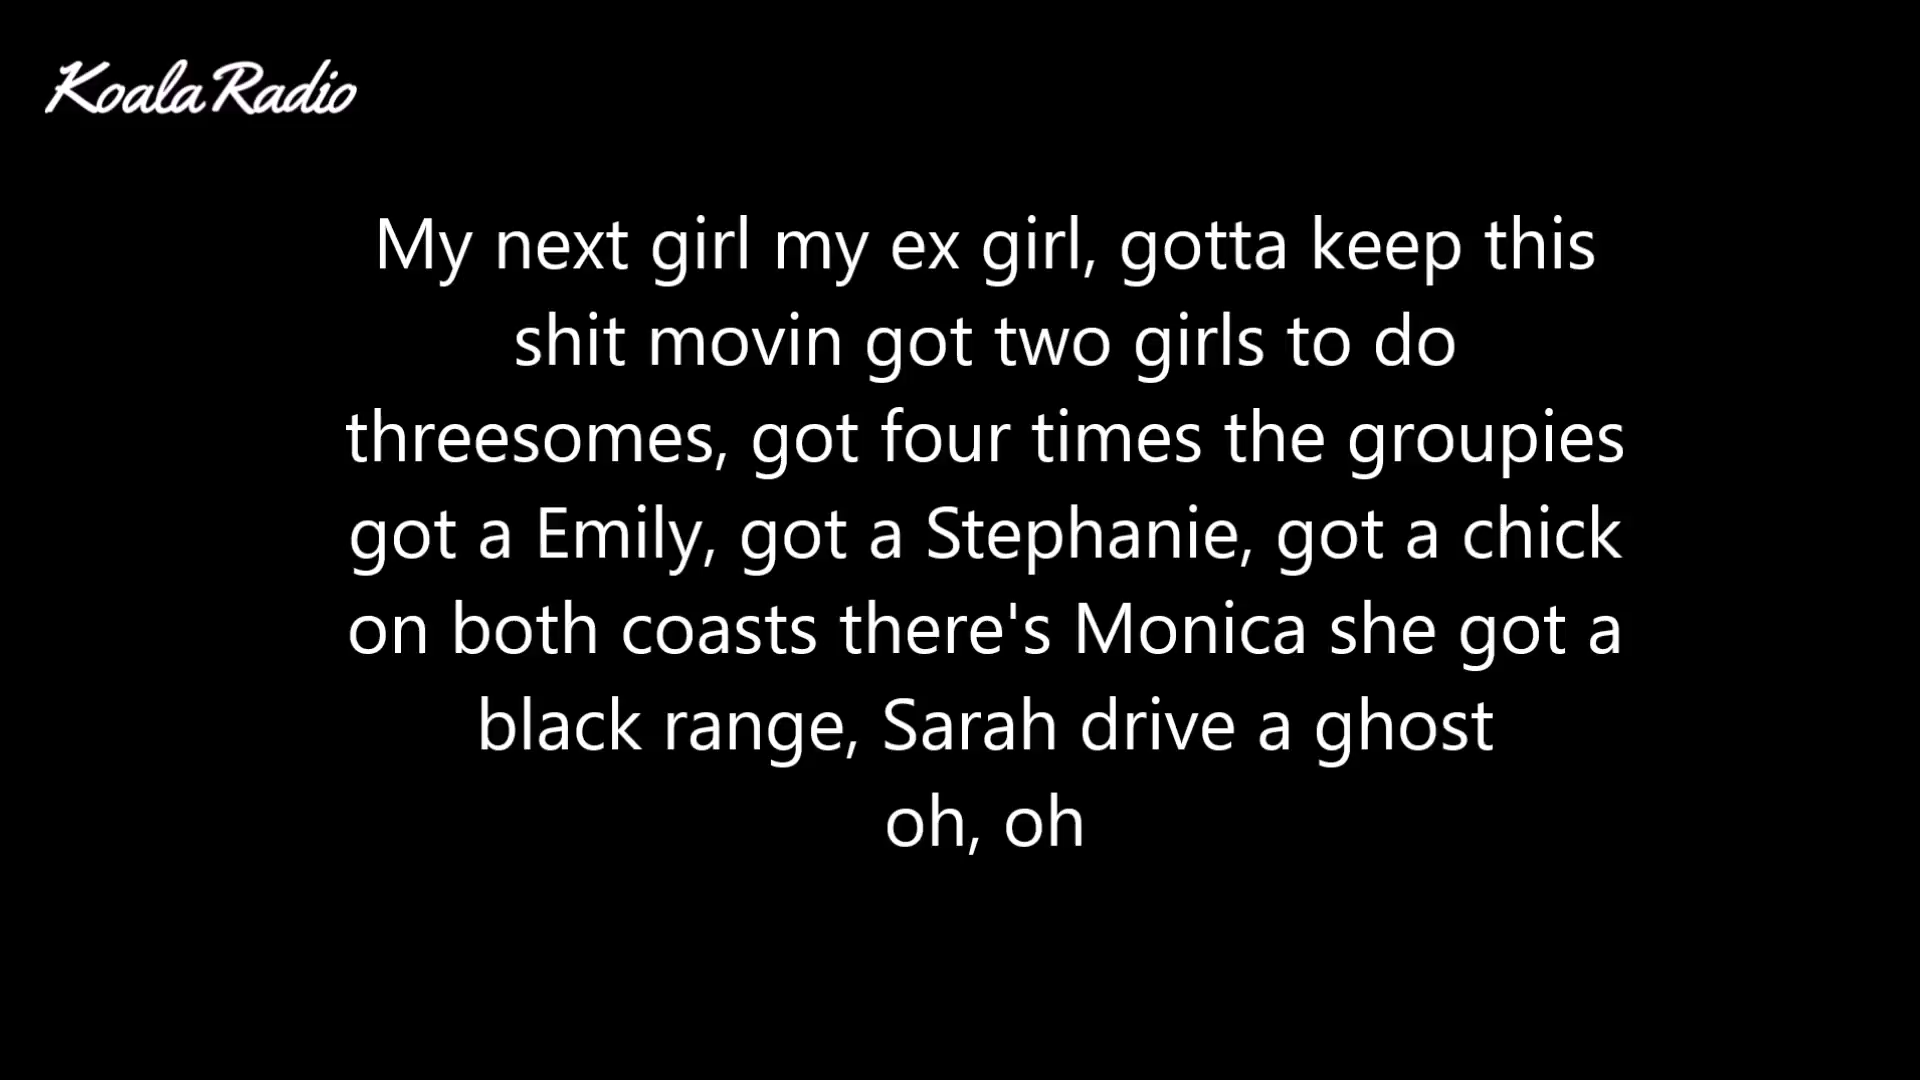 Koala Radio
My next girl my ex girl, gotta keep this
shit movin got two girls to do
threesomes, got four times the groupies
got a Emily, got a Stephanie, got a chick
on both coasts there's Monica she got a
black range, Sarah drive a ghost
oh, oh